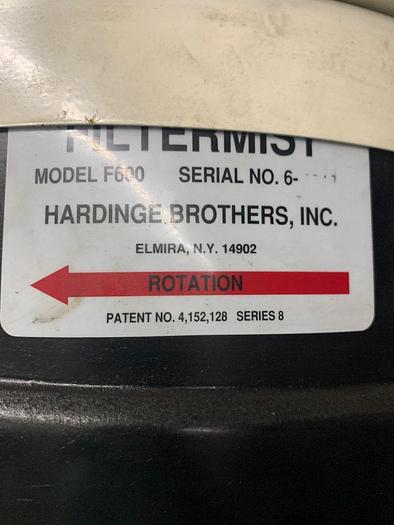 FILTERMIST
MODEL F600 SERIAL NO. 6-
HARDINGE BROTHERS, INC.
ELMIRA, N.Y. 14902
ROTATION
PATENT NO. 4,152,128 SERIES 8